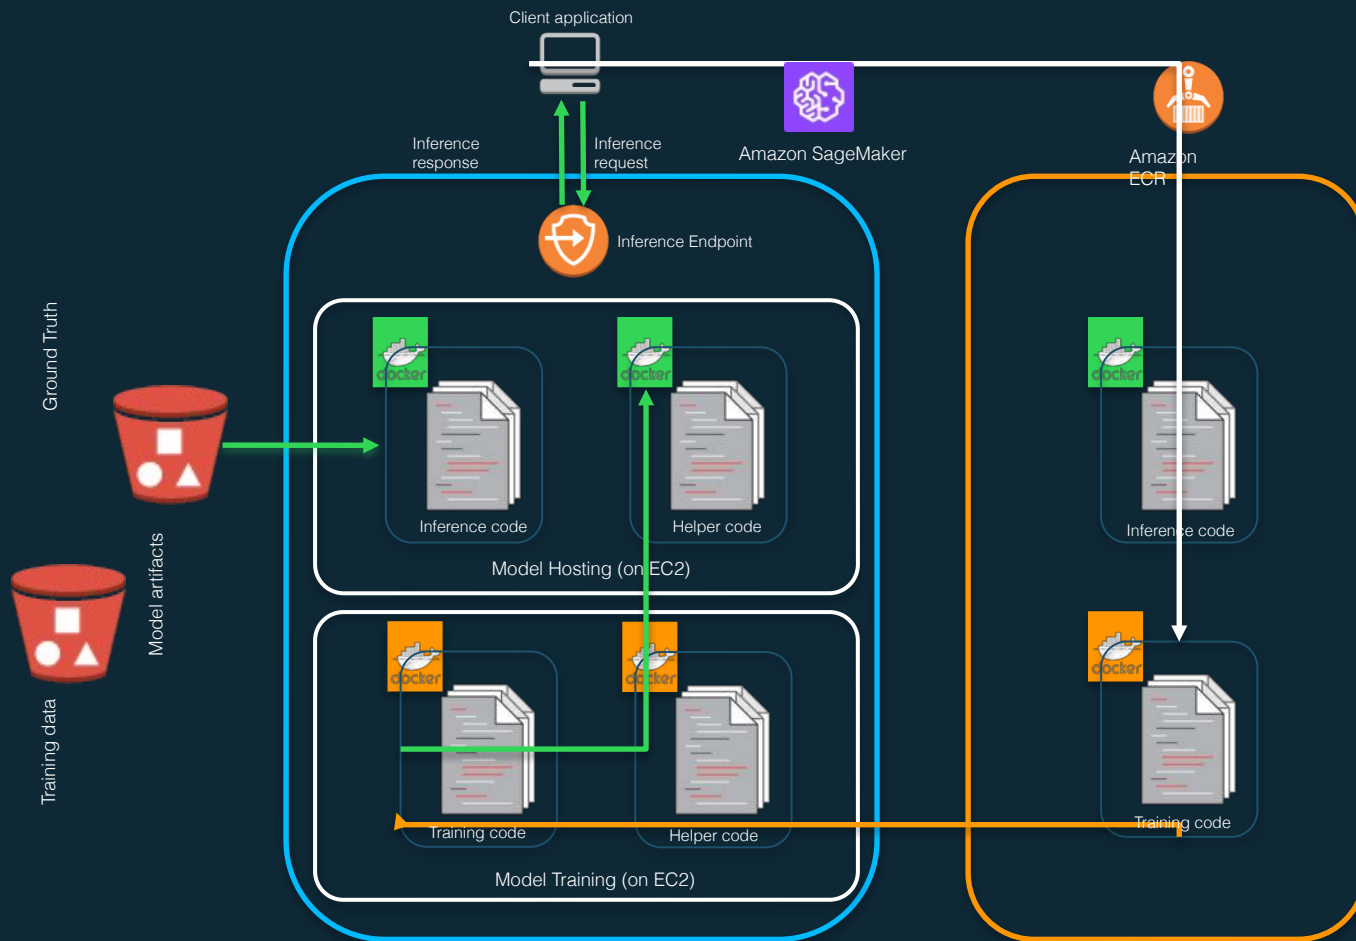 Client application
Inference
response
Inference
request
Amazon SageMaker
Amazon
ECR
Inference Endpoint
Ground Truth
docker
docker
docker
Inference code
Helper code
Inference code
Model Hosting (on EC2)
Model artifacts
docker
docker
docker
Training data
Training code
Helper code
Training code
Model Training (on EC2)